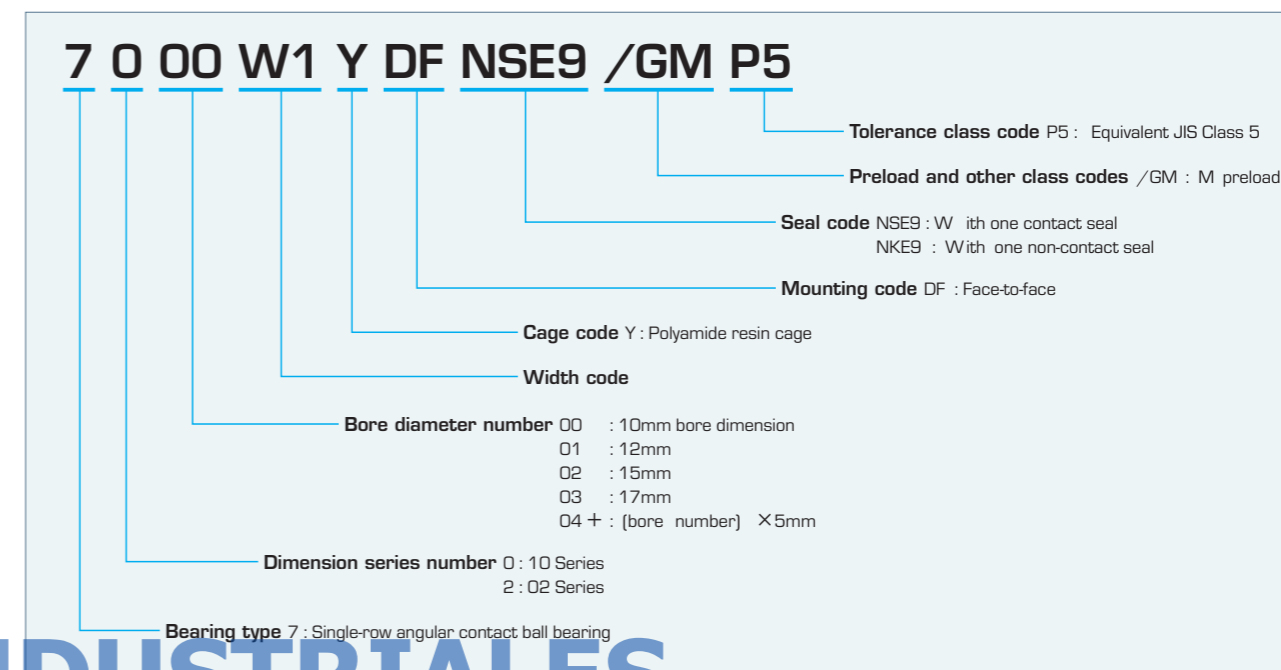 7 0 00 W1 Y DF NSE9 /GM P5
Tolerance class code P5 : Equivalent JIS Class 5
Preload and other class codes /GM : M preload
Seal code NSE9 : W ith one contact seal
NKE9 : With one non-contact seal
Mounting code DF : Face-to-face
Cage code Y : Polyamide resin cage
Width code
Bore diameter number 00 : 10mm bore dimension
01 : 12mm
02 : 15mm
03 : 17mm
04 + : (bore number) ×5mm
Dimension series number 0 : 10 Series
2 : 02 Series
Bearing type 7 : Single-row angular contact ball bearing
NDUSTRIALES